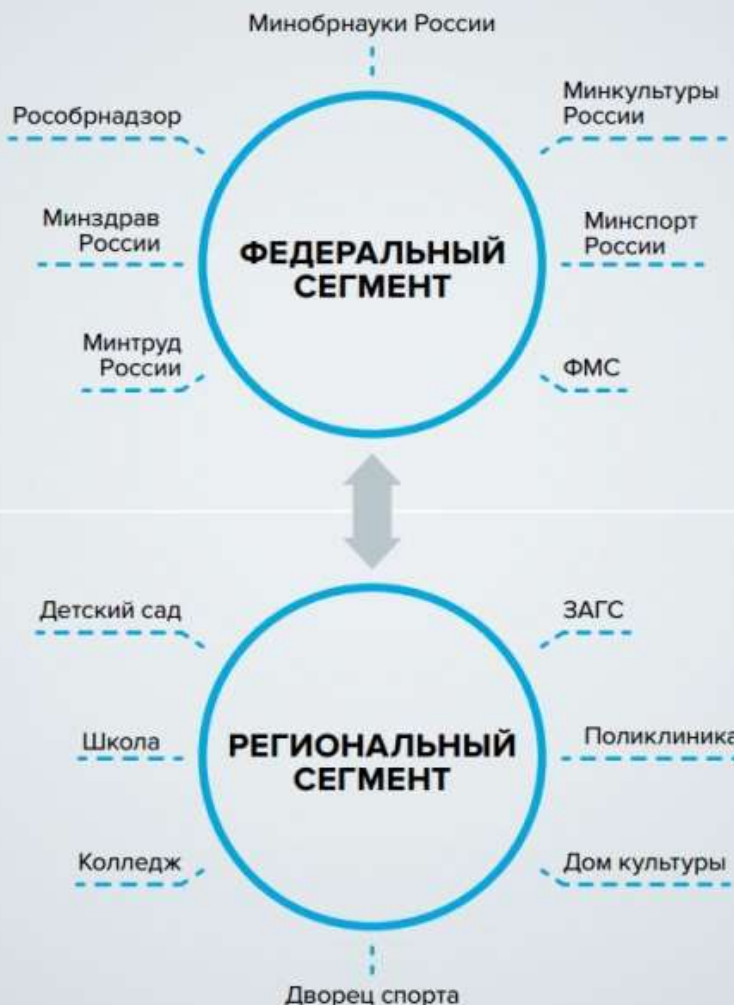 Минобрнауки России
Рособрнадзор
Минкультуры
России
Минздрав
России
ФЕДЕРАЛЬНЫЙ
СЕГМЕНТ
Минспорт
России
Минтруд
России
ФМС
Детский сад
ЗАГС
Школа
РЕГИОНАЛЬНЫЙ
СЕГМЕНТ
Поликлиника
Колледж
Дом культуры
Дворец спорта